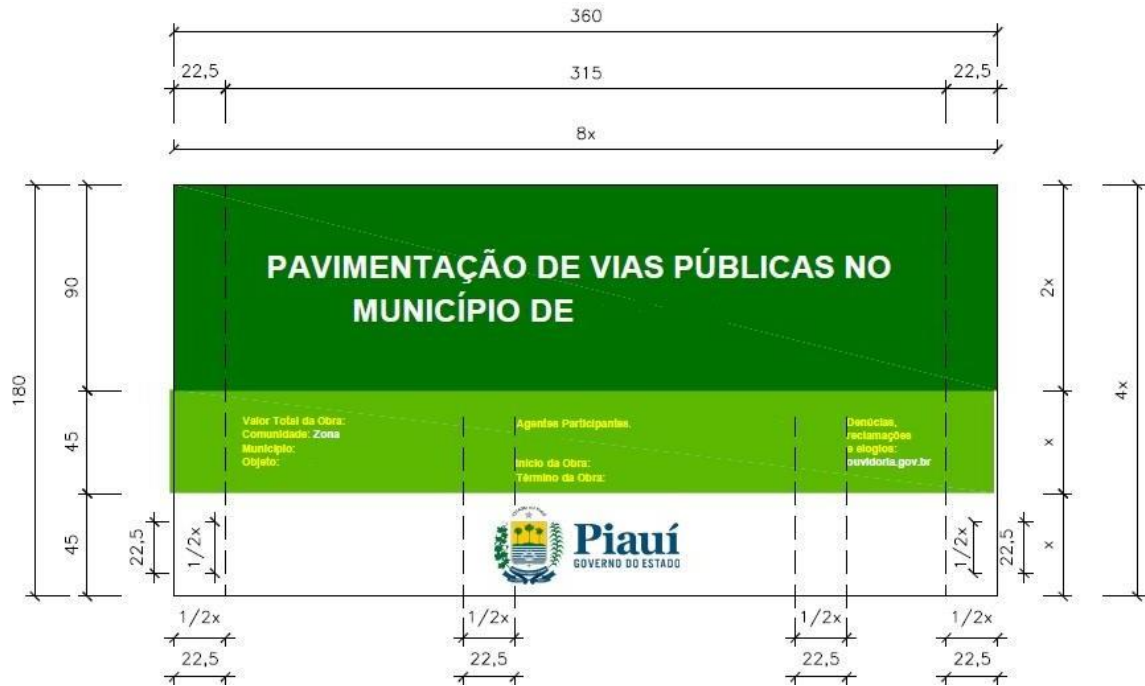 360
22,5
315
22,5
8x
PAVIMENTAÇÃO DE VIAS PÚBLICAS NO
MUNICÍPIO DE
180
90
45
45
2x
x
x
4x
Valor Total da Obra:
Comunidade: Zona
Município:
Objeto:
Agentes Participantes.
Início da Obra:
Término da Obra:
Denúcias,
reclamações
e elogios:
ouvidoria.gov.br
22,5
1/2x
Piauí
GOVERNO DO ESTADO
1/2x
22,5
1/2x
1/2x
1/2x
1/2x
22,5
22,5
22,5
22,5